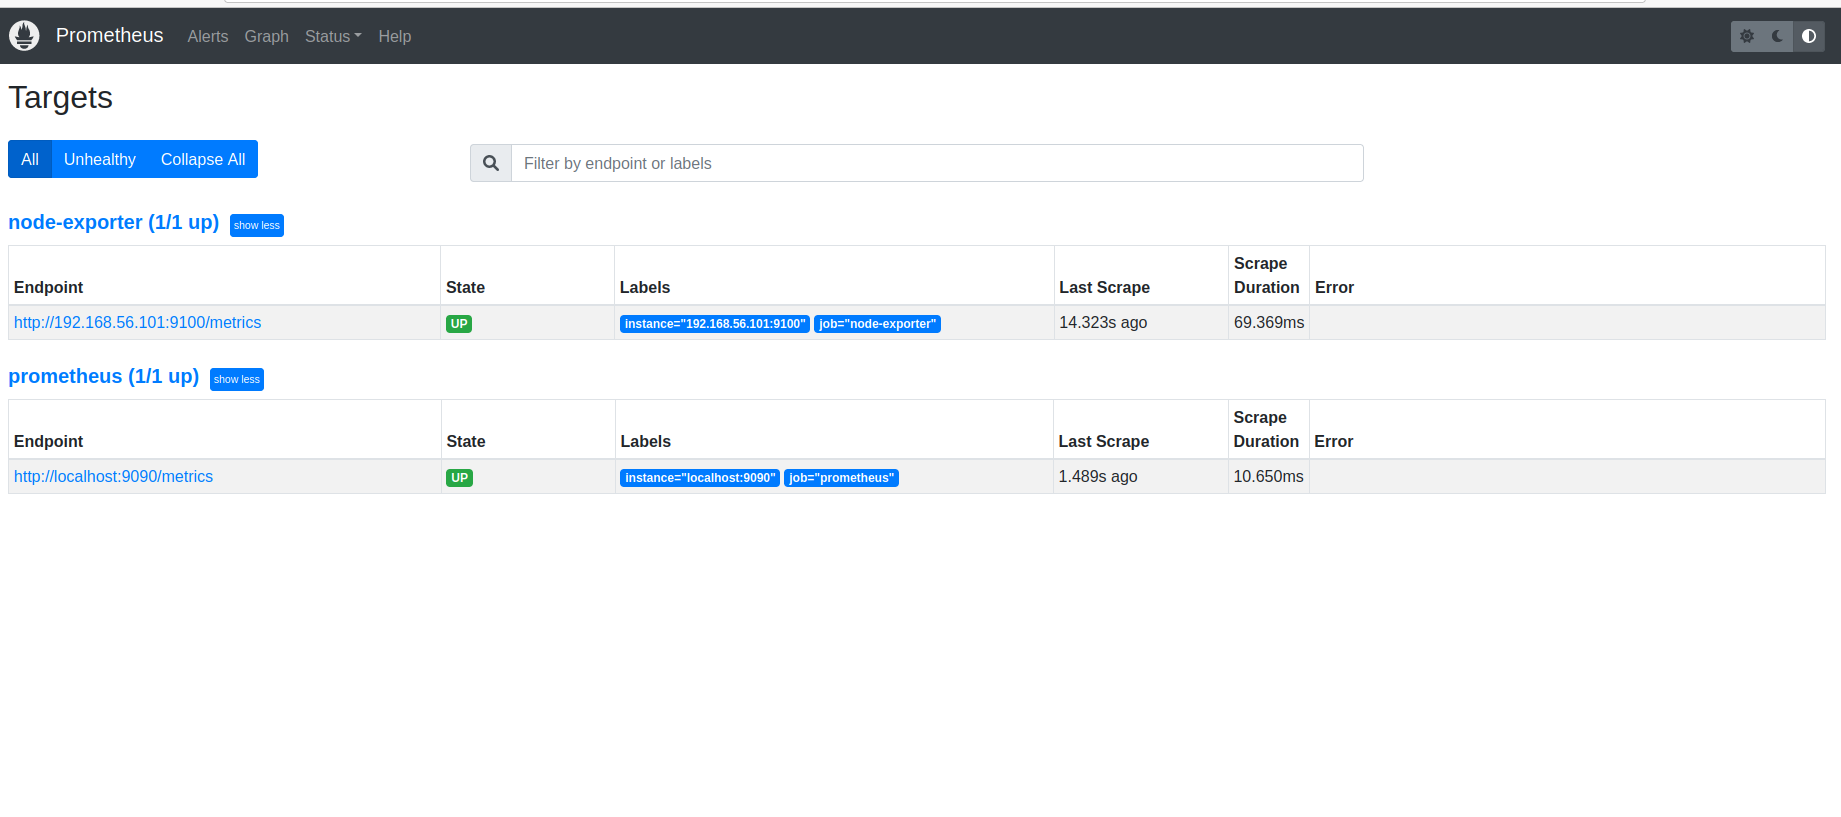 Prometheus Alerts Graph Status Help
Targets
All Unhealthy Collapse All
Filter by endpoint or labels
node-exporter (1/1 up) show less
Endpoint State Labels Last Scrape Scrape Duration Error
http://192.168.56.101:9100/metrics UP instance="192.168.56.101:9100" job="node-exporter" 14.323s ago 69.369ms
prometheus (1/1 up) show less
Endpoint State Labels Last Scrape Scrape Duration Error
http://localhost:9090/metrics UP instance="localhost:9090" job="prometheus" 1.489s ago 10.650ms